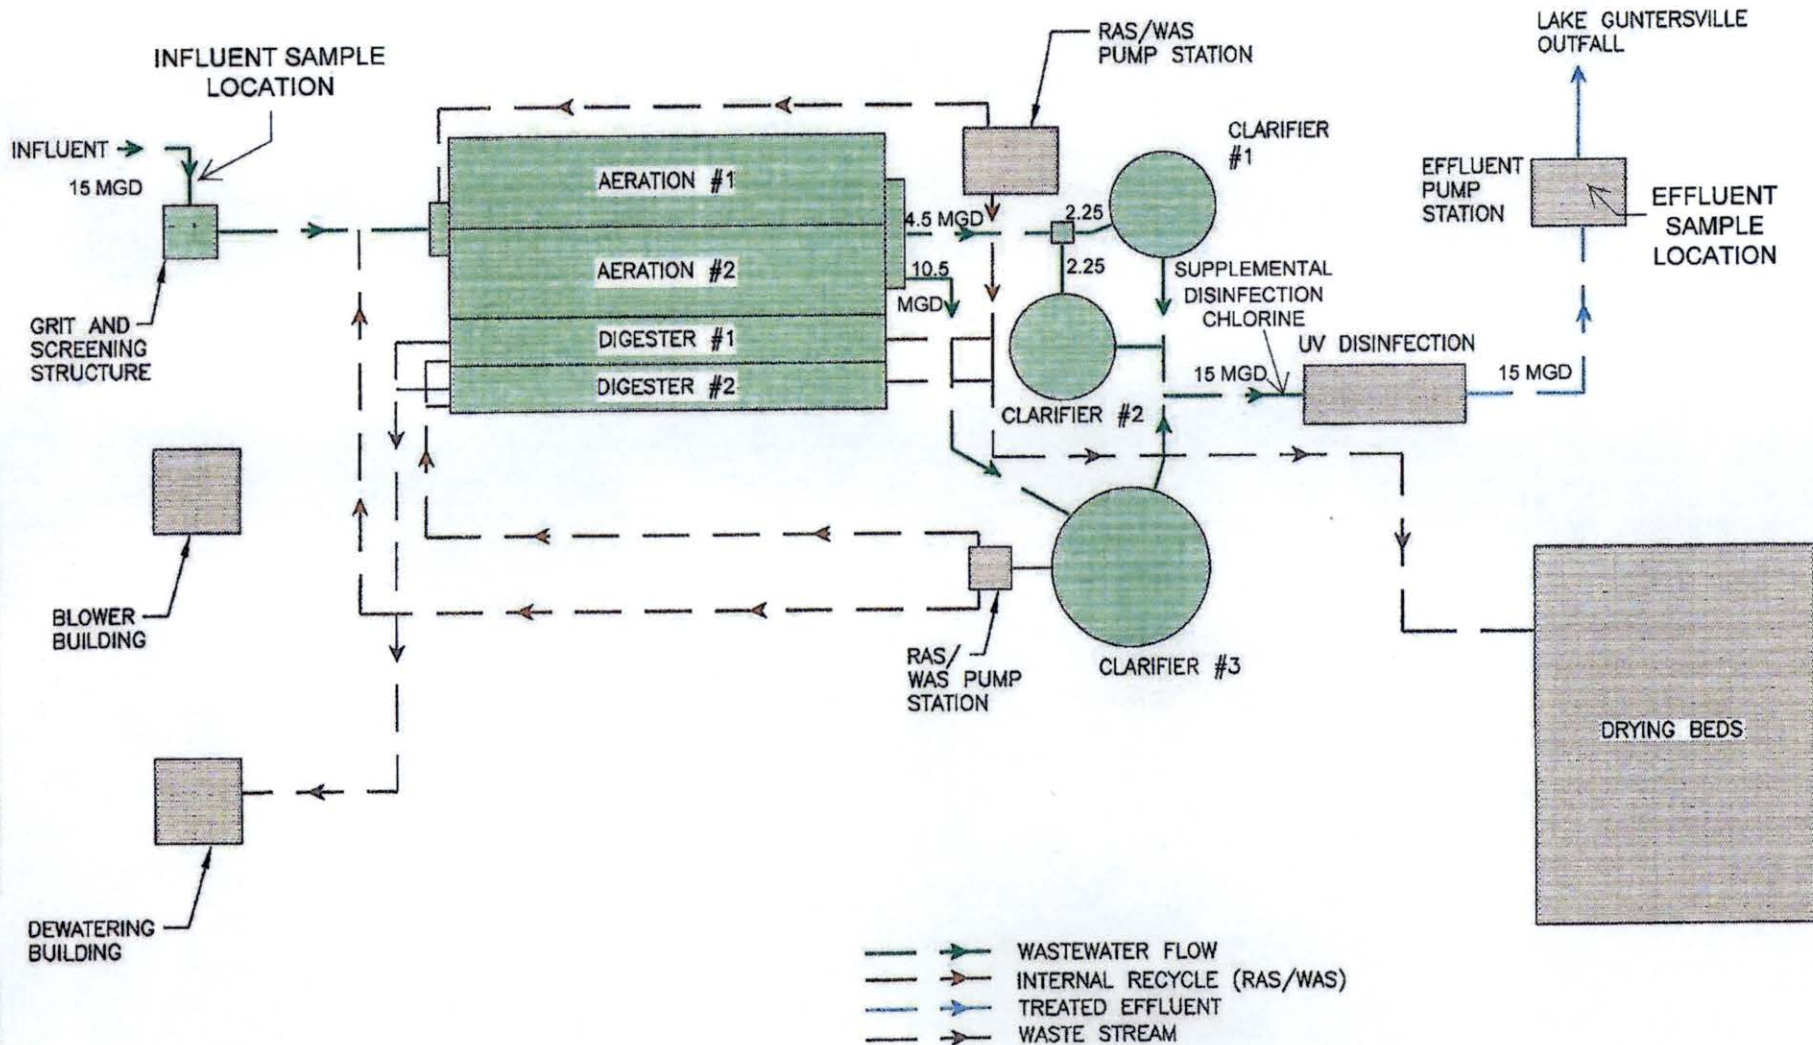 LAKE GUNTERSVILLE
OUTFALL
RAS/WAS
PUMP STATION
INFLUENT SAMPLE
LOCATION
CLARIFIER
#1
INFLUENT
15 MGD
AERATION #1
EFFLUENT
PUMP
STATION
EFFLUENT
SAMPLE
LOCATION
4.5 MGD
2.25
AERATION #2
10.5
MGD
2.25
SUPPLEMENTAL
DISINFECTION
CHLORINE
GRIT AND
SCREENING
STRUCTURE
DIGESTER #1
UV DISINFECTION
DIGESTER #2
15 MGD
15 MGD
CLARIFIER #2
BLOWER
BUILDING
RAS/
WAS PUMP
STATION
CLARIFIER #3
DRYING BEDS
DEWATERING
BUILDING
WASTEWATER FLOW
INTERNAL RECYCLE (RAS/WAS)
TREATED EFFLUENT
WASTE STREAM